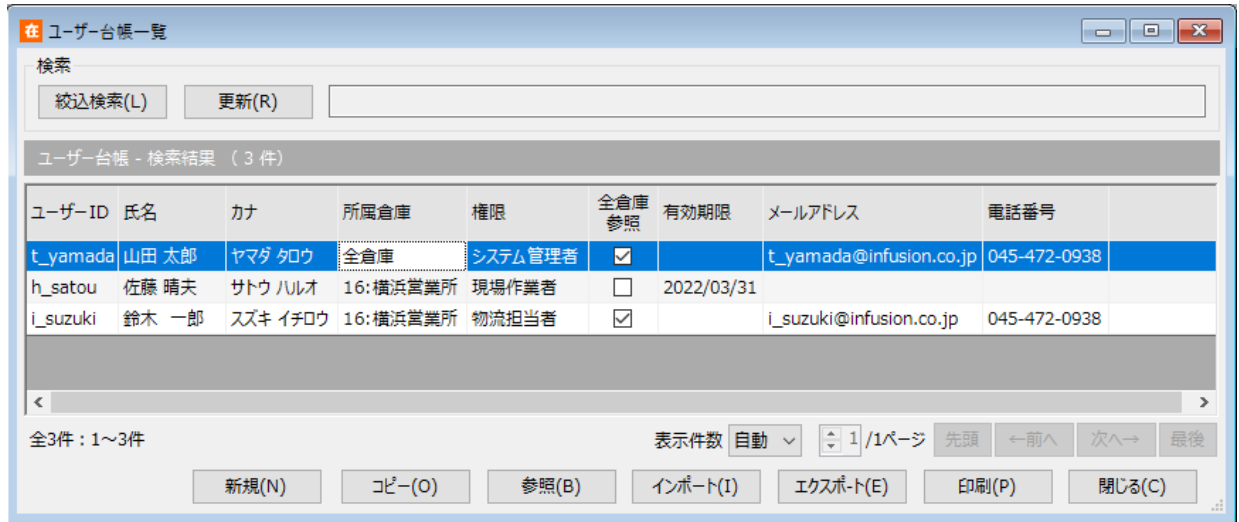 在 ユーザー台帳一覧
検索
絞込検索(L) 更新(R)
ユーザー台帳 - 検索結果 （ 3 件）
ユーザーID 氏名 カナ 所属倉庫 権限 全倉庫参照 有効期限 メールアドレス 電話番号
t_yamada 山田 太郎 ヤマダ タロウ 全倉庫 システム管理者 t_yamada@infusion.co.jp 045-472-0938
h_satou 佐藤 晴夫 サトウ ハルオ 16:横浜営業所 現場作業者 2022/03/31
i_suzuki 鈴木 一郎 スズキ イチロウ 16:横浜営業所 物流担当者 i_suzuki@infusion.co.jp 045-472-0938
全3件：1～3件 表示件数 自動 1 /1ページ 先頭 ←前へ 次へ→ 最後
新規(N) コピー(O) 参照(B) インポート(I) エクスポート(E) 印刷(P) 閉じる(C)